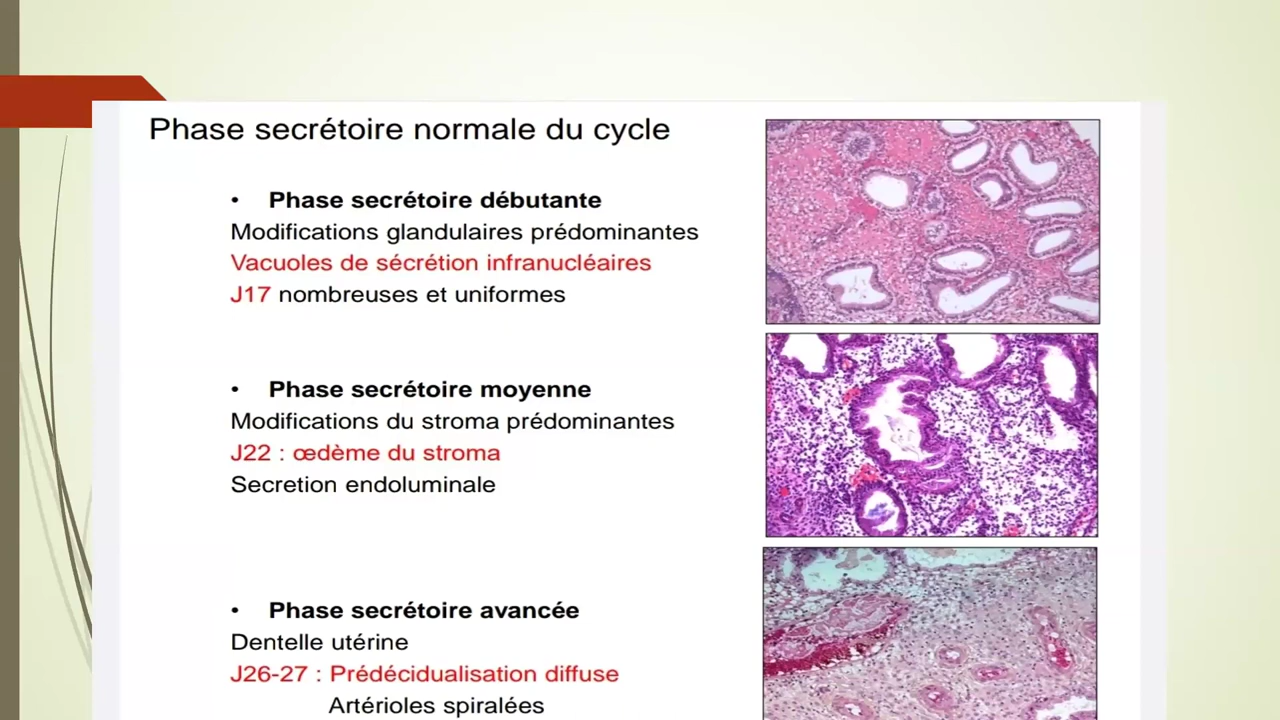 Phase secrétoire normale du cycle
• Phase secrétoire débutante
Modifications glandulaires prédominantes
Vacuoles de sécrétion infranucléaires
J17 nombreuses et uniformes
• Phase secrétoire moyenne
Modifications du stroma prédominantes
J22 : œdème du stroma
Secretion endoluminale
• Phase secrétoire avancée
Dentelle utérine
J26-27 : Prédécidualisation diffuse
Artérioles spiralées